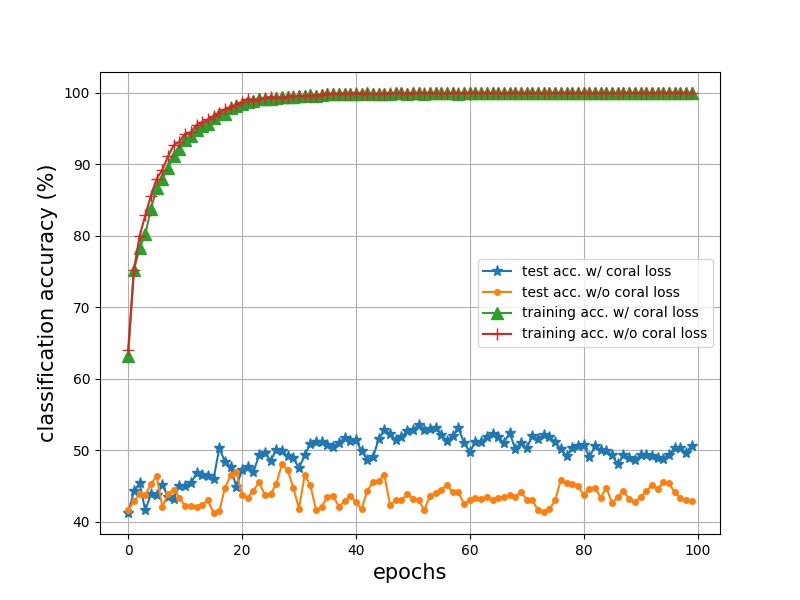 classification accuracy (%)
100
90
80
70
60
50
40
test acc. w/ coral loss
test acc. w/o coral loss
training acc. w/ coral loss
training acc. w/o coral loss
0 20 40 60 80 100
epochs